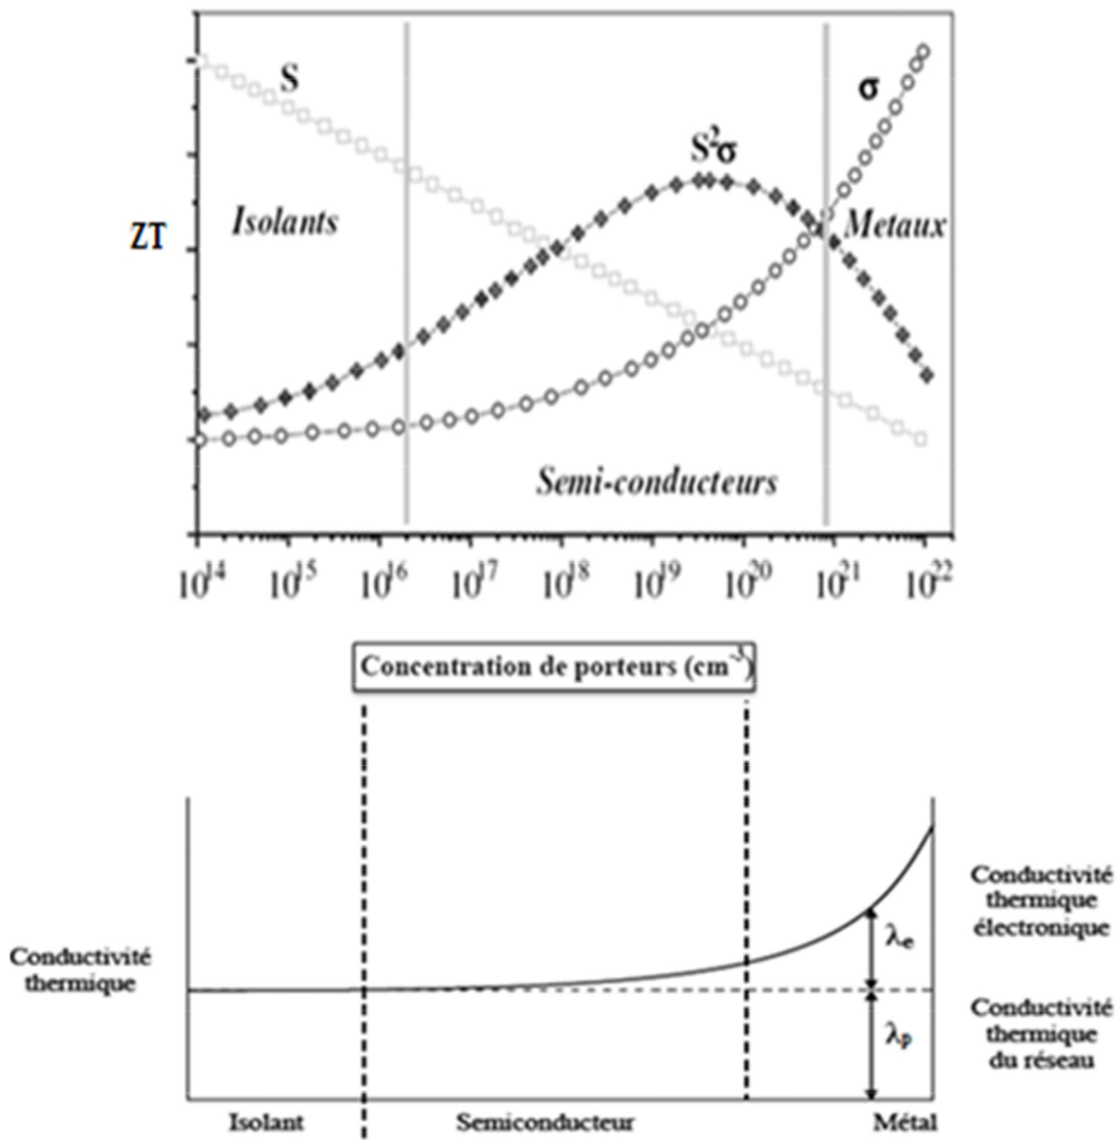 S
σ
S²σ
Isolants
ZT
Metaux
Semi-conducteurs
10¹⁴ 10¹⁵ 10¹⁶ 10¹⁷ 10¹⁸ 10¹⁹ 10²⁰ 10²¹ 10²²
Concentration de porteurs (cm⁻³)
Conductivité
thermique
électronique
λe
Conductivité
thermique
Conductivité
thermique
du réseau
λp
Isolant Semiconducteur Métal